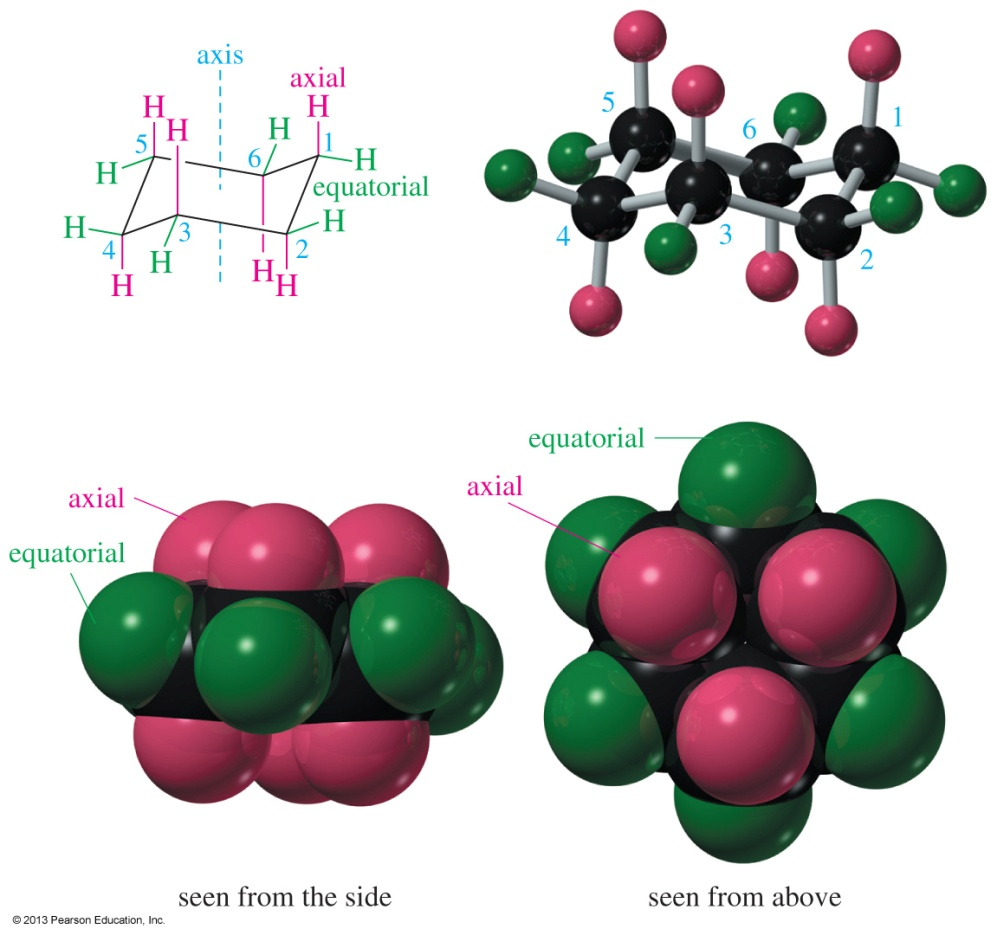 axis
axial
H
H
H
H
5
6
1
H
H
equatorial
H
H
4
3
2
H
H
H
H
H
5
6
1
4
3
2
equatorial
axial
axial
equatorial
seen from the side
seen from above
© 2013 Pearson Education, Inc.